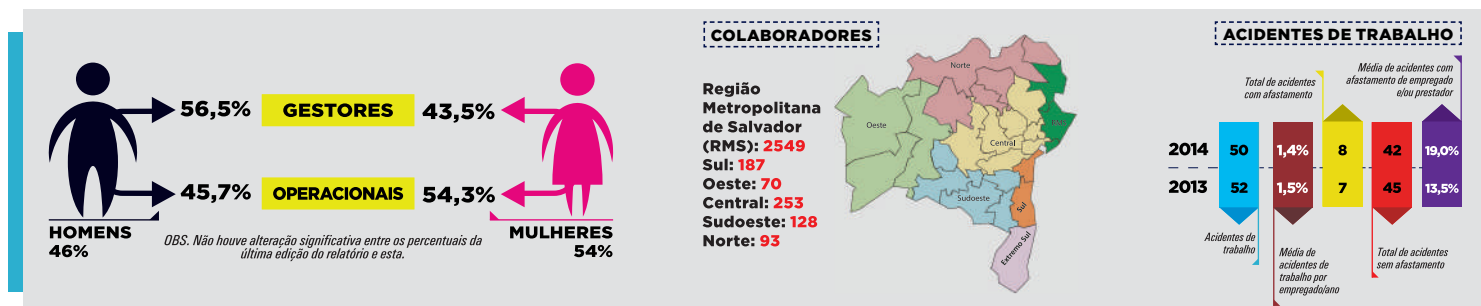 56,5%
GESTORES
43,5%
45,7%
OPERACIONAIS
54,3%
HOMENS
46%
OBS. Não houve alteração significativa entre os percentuais da
última edição do relatório e esta.
MULHERES
54%
COLABORADORES
Região
Metropolitana
de Salvador
(RMS): 2549
Sul: 187
Oeste: 70
Central: 253
Sudoeste: 128
Norte: 93
Norte
Oeste
Central
Sudoeste
Sul
Extremo Sul
ACIDENTES DE TRABALHO
Total de acidentes
com afastamento
Média de acidentes com
afastamento de empregado
e/ou prestador
2014 50 1,4% 8 42 19,0%
2013 52 1,5% 7 45 13,5%
Acidentes de
trabalho
Média de
acidentes de
trabalho por
empregado/ano
Total de acidentes
sem afastamento